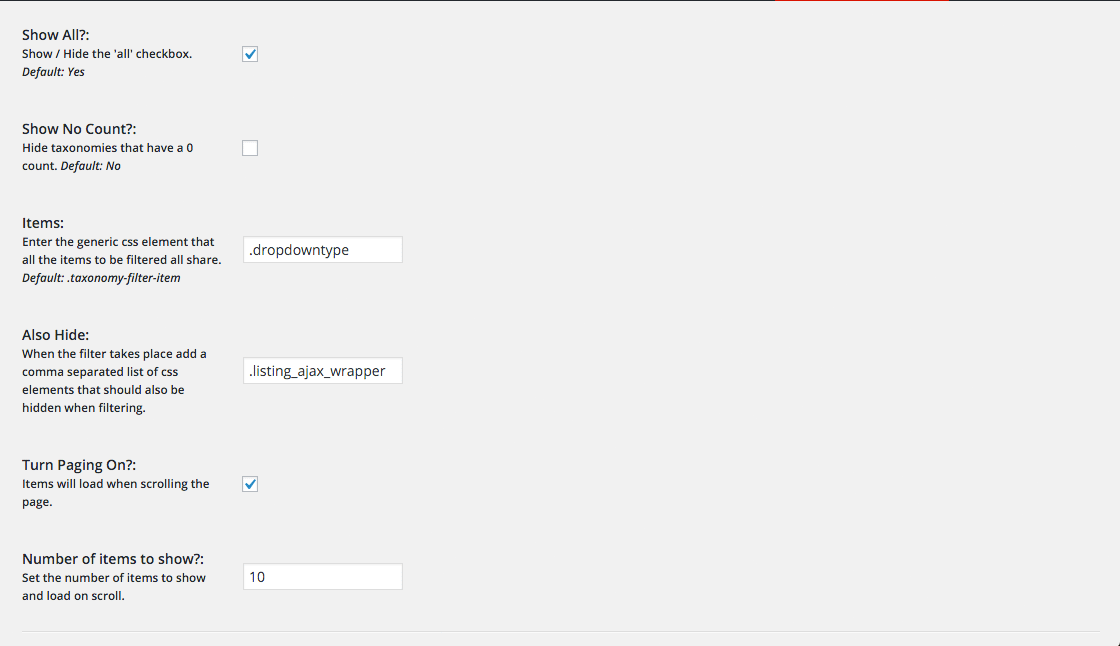 Show All?:
Show / Hide the 'all' checkbox.
Default: Yes
Show No Count?:
Hide taxonomies that have a 0
count. Default: No
Items:
Enter the generic css element that
all the items to be filtered all share.
Default: .taxonomy-filter-item
.dropdowntype
Also Hide:
When the filter takes place add a
comma separated list of css
elements that should also be
hidden when filtering.
.listing_ajax_wrapper
Turn Paging On?:
Items will load when scrolling the
page.
Number of items to show?:
Set the number of items to show
and load on scroll.
10